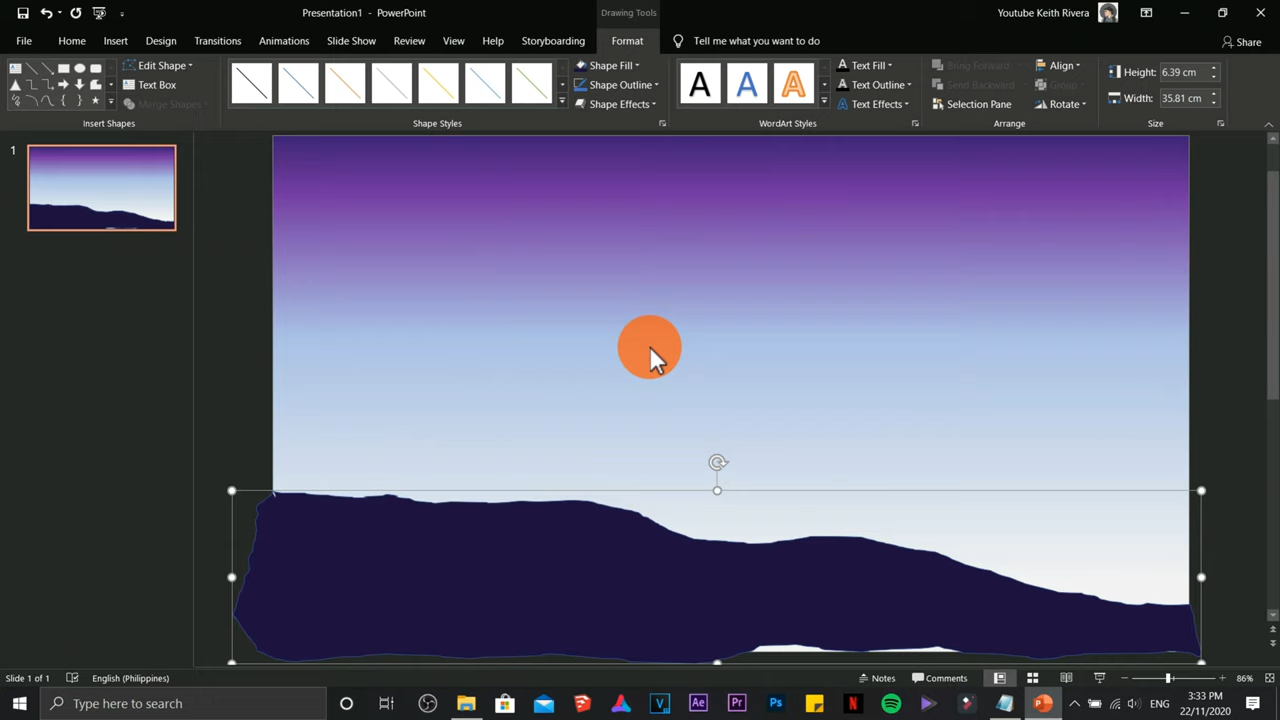 Presentation1 - PowerPoint
Drawing Tools
Youtube Keith Rivera
File Home Insert Design Transitions Animations Slide Show Review View Help Storyboarding Format Tell me what you want to do Share
Edit Shape
Text Box
Merge Shapes
Insert Shapes
Shape Fill
Shape Outline
Shape Effects
Shape Styles
A A A
Text Fill
Text Outline
Text Effects
WordArt Styles
Bring Forward
Send Backward
Selection Pane
Align
Group
Rotate
Arrange
Height: 6.39 cm
Width: 35.81 cm
Size
1
Slide 1 of 1 English (Philippines) Notes Comments 86%
Type here to search
Ae Pr Ps
ENG
3:33 PM
22/11/2020